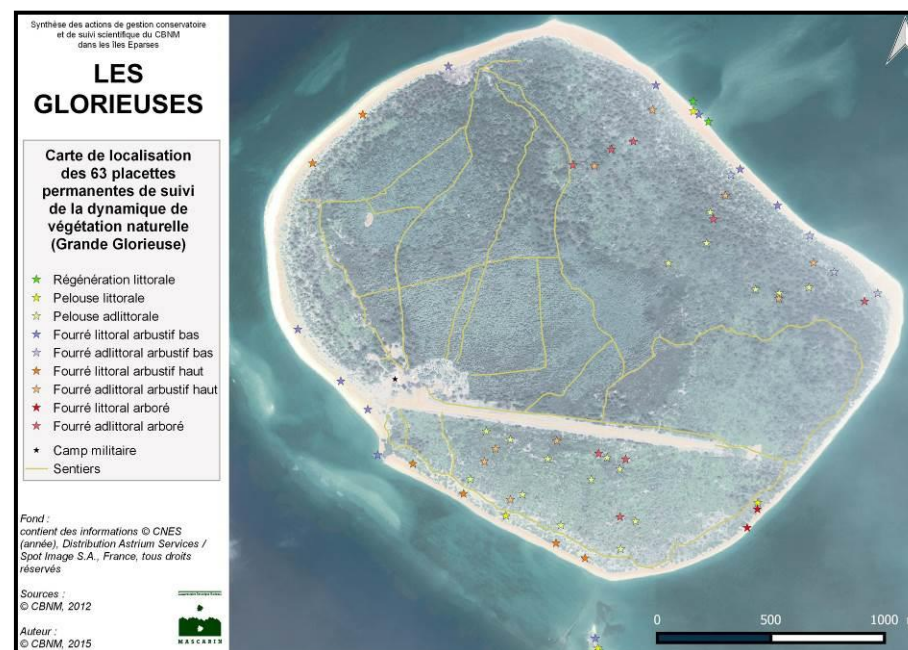 Synthèse des actions de gestion conservatoire
et de suivi scientifique du CBNM
dans les îles Eparses
LES
GLORIEUSES
Carte de localisation
des 63 placettes
permanentes de suivi
de la dynamique de
végétation naturelle
(Grande Glorieuse)
Régénération littorale
Pelouse littorale
Pelouse adlittorale
Fourré littoral arbustif bas
Fourré adlittoral arbustif bas
Fourré littoral arbustif haut
Fourré adlittoral arbustif haut
Fourré littoral arboré
Fourré adlittoral arboré
Camp militaire
Sentiers
Fond :
contient des informations © CNES
(année), Distribution Astrium Services /
Spot Image S.A., France, tous droits
réservés
Sources :
© CBNM, 2012
Auteur :
© CBNM, 2015
MASCARIN
0 500 1000